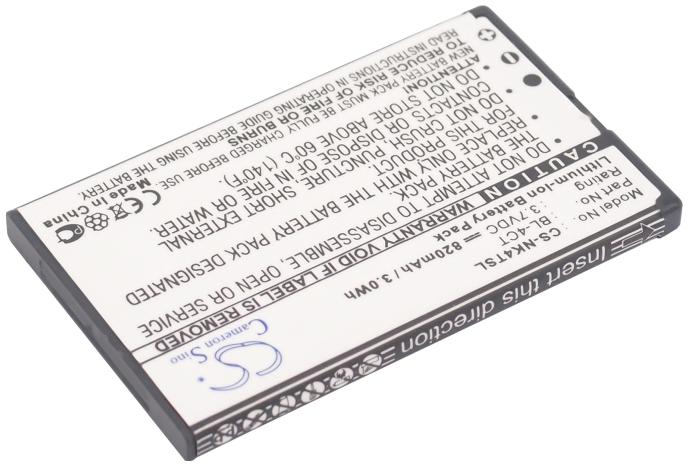 Insert this direction
Model No. CS-NK4TSL
Part No. BL-4CT
Rating 3.7VDC ⎓ 820mAh / 3.0Wh
Lithium-Ion Battery Pack
CAUTION! WARRANTY VOID IF LABEL IS REMOVED
DO NOT ATTEMPT TO DISASSEMBLE, OPEN OR SERVICE
BATTERY. USE ONLY WITH BATTERY PACK DESIGNATED
FOR THIS PRODUCT.
DO NOT CRUSH, PUNCTURE, SHORT EXTERNAL
CONTACTS OR DISPOSE OF IN FIRE OR WATER.
DO NOT STORE ABOVE 60°C (140°F).
ATTENTION!
NEW BATTERY PACK MUST BE FULLY CHARGED BEFORE USE.
TO REDUCE RISK OF FIRE OR BURNS
READ INSTRUCTIONS IN OPERATING GUIDE BEFORE USING THE BATTERY.
Made in China
CE
CS
Cameron Sino